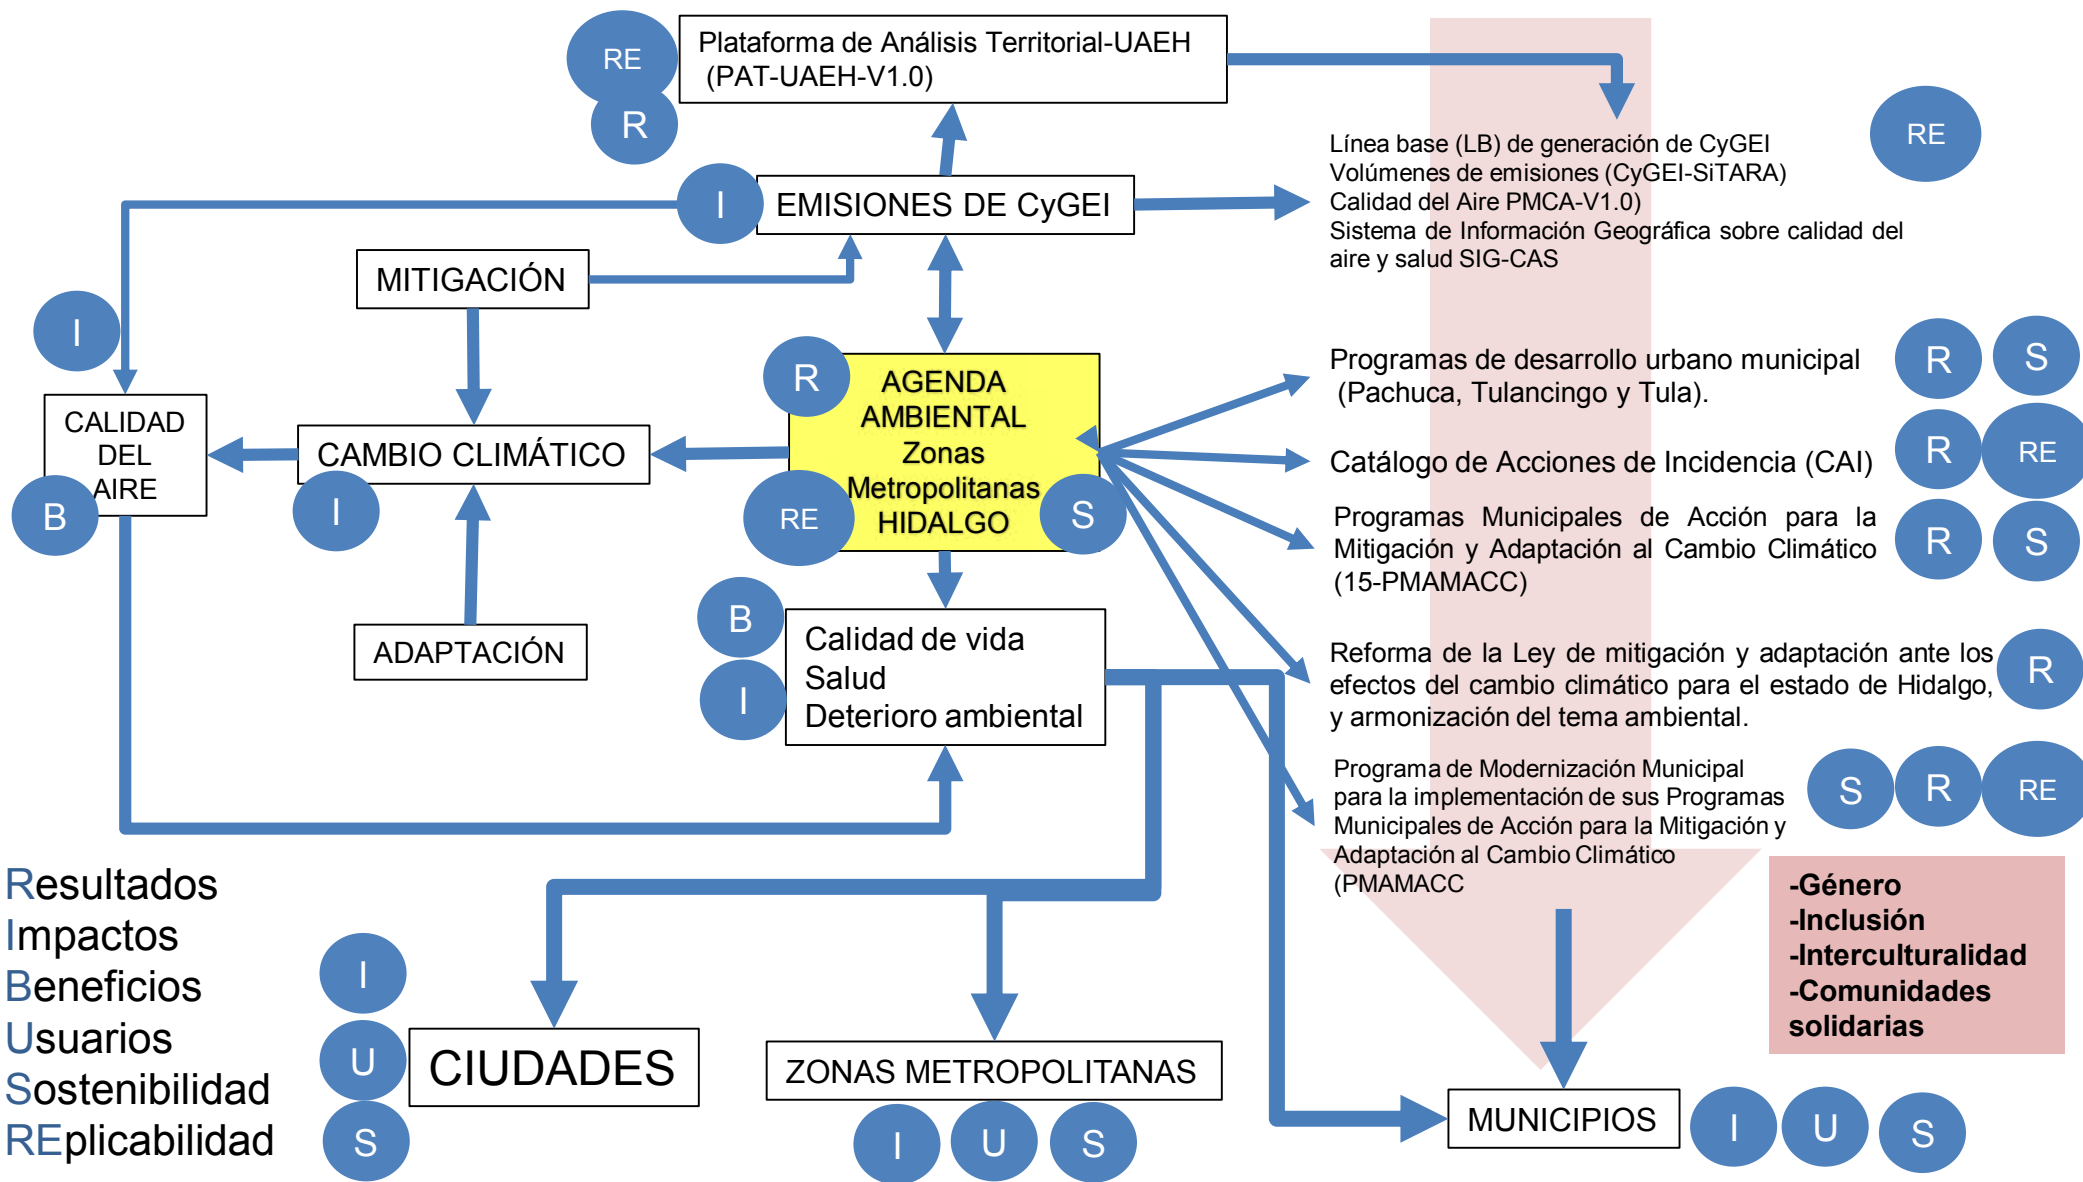 RE
Plataforma de Análisis Territorial-UAEH
(PAT-UAEH-V1.0)
R
RE
Línea base (LB) de generación de CyGEI
Volúmenes de emisiones (CyGEI-SiTARA)
Calidad del Aire PMCA-V1.0)
Sistema de Información Geográfica sobre calidad del
aire y salud SIG-CAS
I
EMISIONES DE CyGEI
MITIGACIÓN
I
R
AGENDA
AMBIENTAL
Zonas
Metropolitanas
HIDALGO
RE
S
Programas de desarrollo urbano municipal
(Pachuca, Tulancingo y Tula).
R
S
CALIDAD
DEL
AIRE
B
CAMBIO CLIMÁTICO
I
Catálogo de Acciones de Incidencia (CAI)
R
RE
Programas Municipales de Acción para la
Mitigación y Adaptación al Cambio Climático
(15-PMAMACC)
R
S
ADAPTACIÓN
B
I
Calidad de vida
Salud
Deterioro ambiental
Reforma de la Ley de mitigación y adaptación ante los
efectos del cambio climático para el estado de Hidalgo,
y armonización del tema ambiental.
R
Programa de Modernización Municipal
para la implementación de sus Programas
Municipales de Acción para la Mitigación y
Adaptación al Cambio Climático
(PMAMACC
S
R
RE
Resultados
Impactos
Beneficios
Usuarios
Sostenibilidad
REplicabilidad
I
U
S
CIUDADES
ZONAS METROPOLITANAS
I
U
S
-Género
-Inclusión
-Interculturalidad
-Comunidades
solidarias
MUNICIPIOS
I
U
S